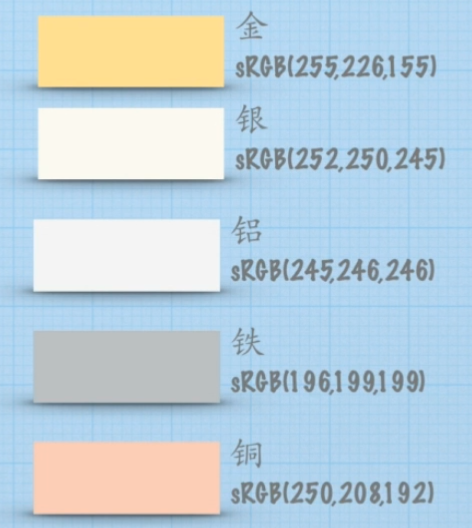 金
sRGB(255,226,155)
银
sRGB(252,250,245)
铝
sRGB(245,246,246)
铁
sRGB(196,199,199)
铜
sRGB(250,208,192)